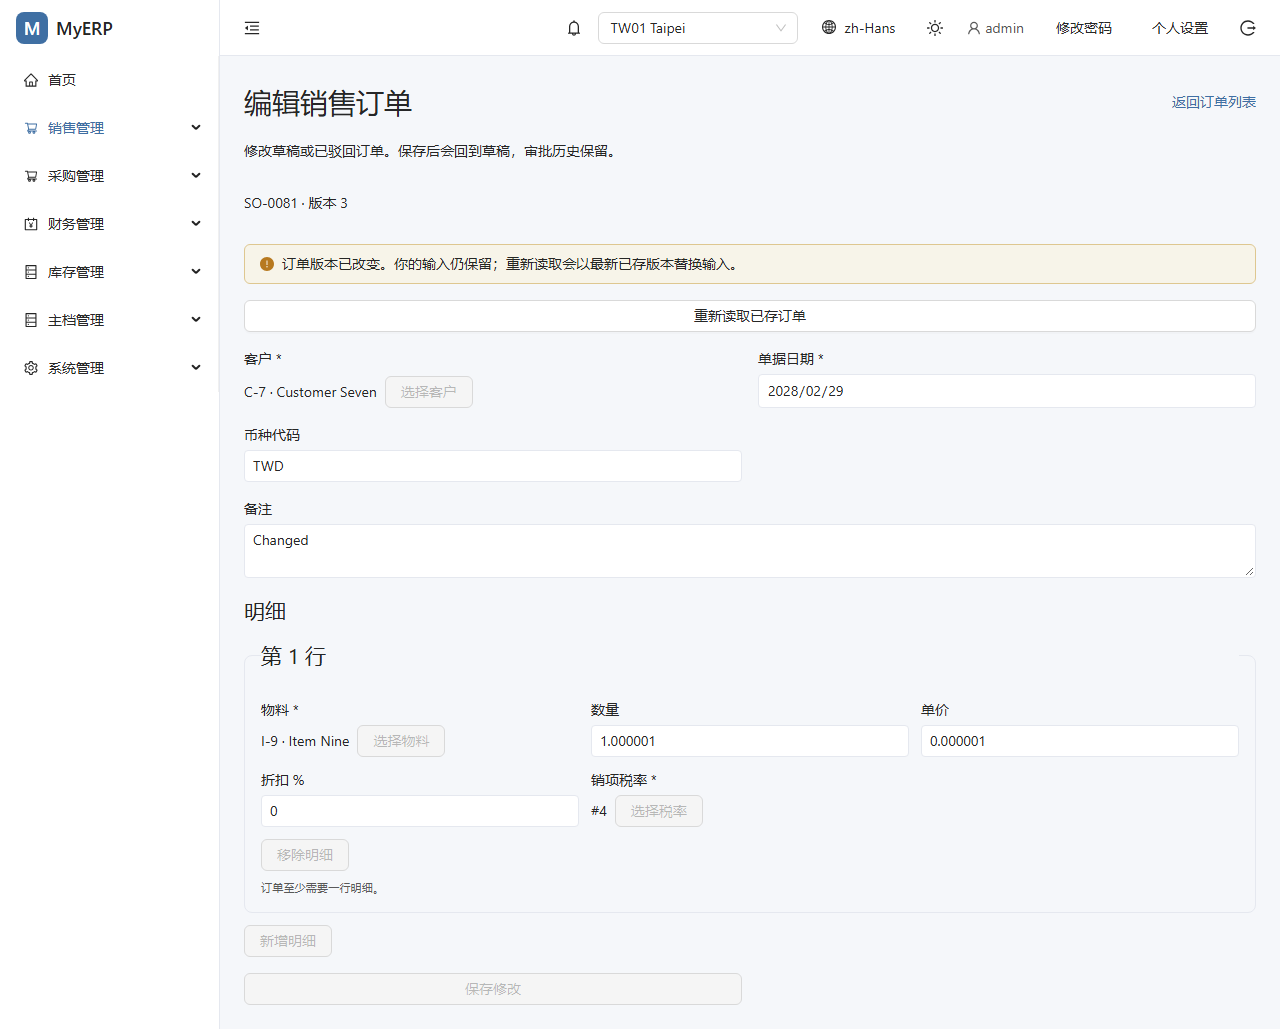 M MyERP
TW01 Taipei
zh-Hans
admin
修改密码
个人设置
首页
销售管理
采购管理
财务管理
库存管理
主档管理
系统管理
编辑销售订单
返回订单列表
修改草稿或已驳回订单。保存后会回到草稿，审批历史保留。
SO-0081 · 版本 3
订单版本已改变。你的输入仍保留；重新读取会以最新已存版本替换输入。
重新读取已存订单
客户 *
单据日期 *
C-7 · Customer Seven 选择客户
2028/02/29
币种代码
TWD
备注
Changed
明细
第 1 行
物料 *
数量
单价
I-9 · Item Nine 选择物料
1.000001
0.000001
折扣 %
销项税率 *
0
#4 选择税率
移除明细
订单至少需要一行明细。
新增明细
保存修改